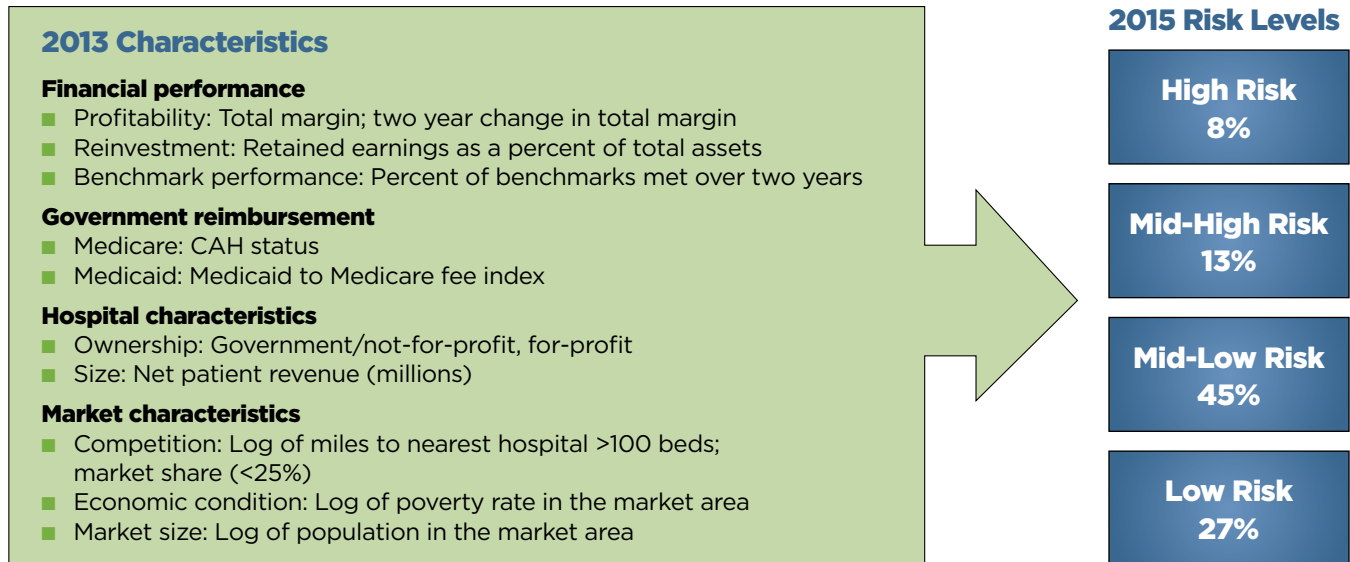 2013 Characteristics
Financial performance
■ Profitability: Total margin; two year change in total margin
■ Reinvestment: Retained earnings as a percent of total assets
■ Benchmark performance: Percent of benchmarks met over two years
Government reimbursement
■ Medicare: CAH status
■ Medicaid: Medicaid to Medicare fee index
Hospital characteristics
■ Ownership: Government/not-for-profit, for-profit
■ Size: Net patient revenue (millions)
Market characteristics
■ Competition: Log of miles to nearest hospital >100 beds;
market share (<25%)
■ Economic condition: Log of poverty rate in the market area
■ Market size: Log of population in the market area
2015 Risk Levels
High Risk
8%
Mid-High Risk
13%
Mid-Low Risk
45%
Low Risk
27%